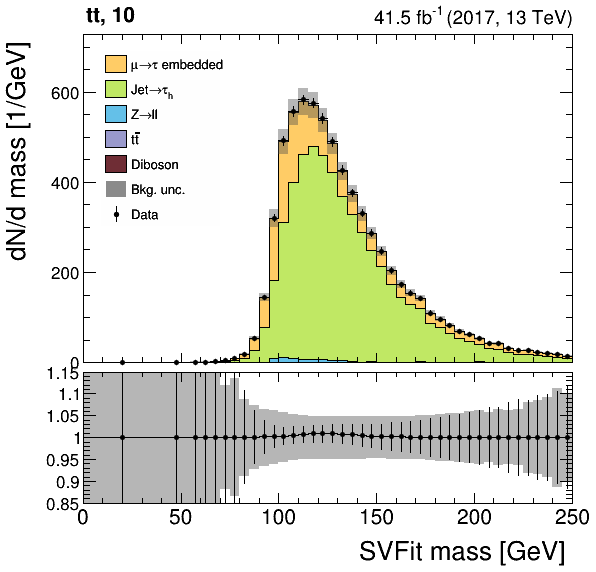 tt, 10
41.5 fb⁻¹ (2017, 13 TeV)
dN/d mass [1/GeV]
μ→τ embedded
Jet→τₕ
Z→ll
tt̄
Diboson
Bkg. unc.
Data
600
400
200
0
1.15
1.1
1.05
1
0.95
0.9
0.85
0 50 100 150 200 250
SVFit mass [GeV]